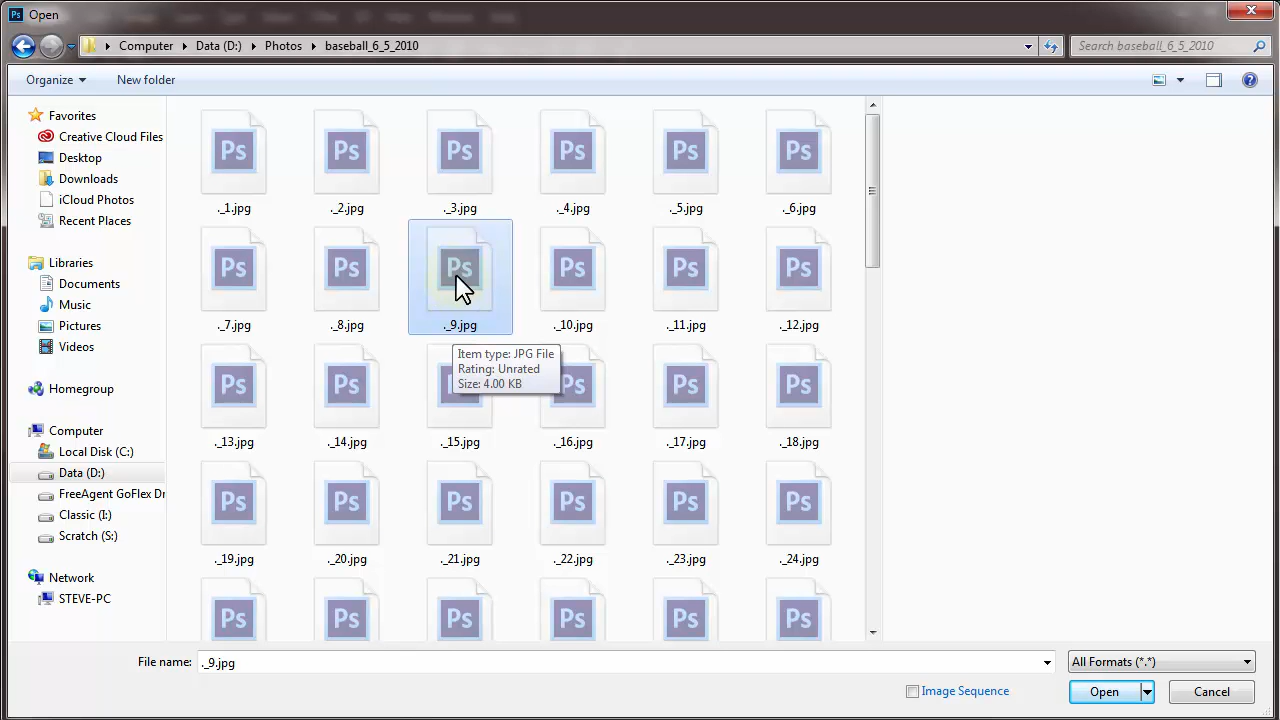 Ps Open
Computer Data (D:) Photos baseball_6_5_2010
Search baseball_6_5_2010
Organize New folder
Favorites
Creative Cloud Files
Desktop
Downloads
iCloud Photos
Recent Places
Libraries
Documents
Music
Pictures
Videos
Homegroup
Computer
Local Disk (C:)
Data (D:)
FreeAgent GoFlex Dr
Classic (I:)
Scratch (S:)
Network
STEVE-PC
Ps Ps Ps Ps Ps Ps
._1.jpg ._2.jpg ._3.jpg ._4.jpg ._5.jpg ._6.jpg
Ps Ps Ps Ps Ps Ps
._7.jpg ._8.jpg ._9.jpg ._10.jpg ._11.jpg ._12.jpg
Item type: JPG File
Rating: Unrated
Size: 4.00 KB
Ps Ps Ps Ps Ps
._13.jpg ._14.jpg ._15.jpg ._16.jpg ._17.jpg ._18.jpg
Ps Ps Ps Ps Ps Ps
._19.jpg ._20.jpg ._21.jpg ._22.jpg ._23.jpg ._24.jpg
Ps Ps Ps Ps Ps Ps
File name: ._9.jpg
All Formats (*.*)
Image Sequence
Open Cancel